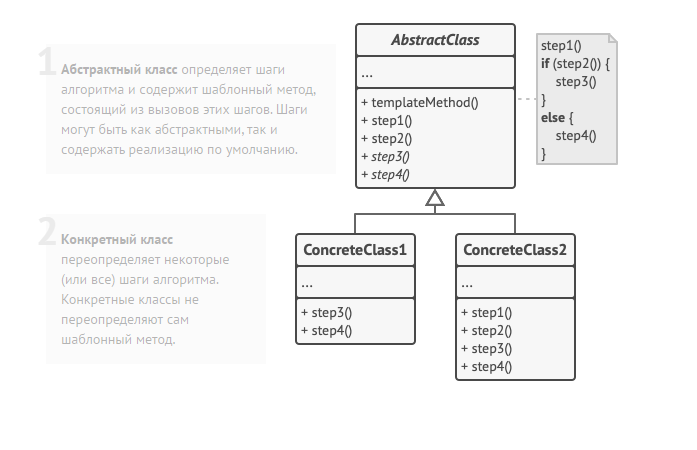 1
Абстрактный класс определяет шаги
алгоритма и содержит шаблонный метод,
состоящий из вызовов этих шагов. Шаги
могут быть как абстрактными, так и
содержать реализацию по умолчанию.
AbstractClass
...
+ templateMethod()
+ step1()
+ step2()
+ step3()
+ step4()
step1()
if (step2()) {
step3()
}
else {
step4()
}
2
Конкретный класс
переопределяет некоторые
(или все) шаги алгоритма.
Конкретные классы не
переопределяют сам
шаблонный метод.
ConcreteClass1
...
+ step3()
+ step4()
ConcreteClass2
...
+ step1()
+ step2()
+ step3()
+ step4()